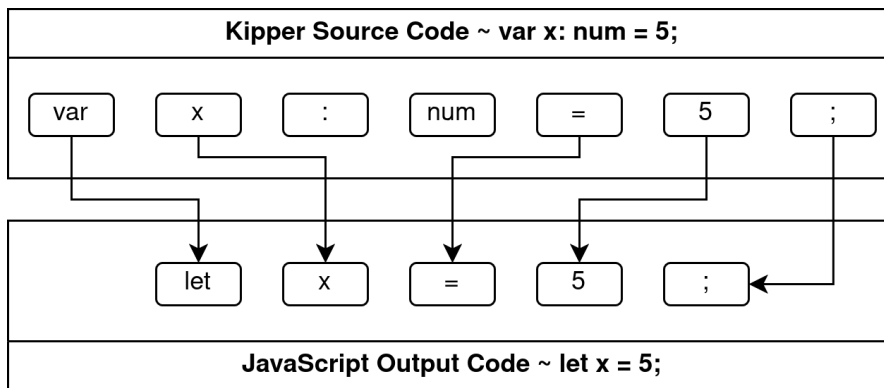 Kipper Source Code ~ var x: num = 5;
var x : num = 5 ;
let x = 5 ;
JavaScript Output Code ~ let x = 5;